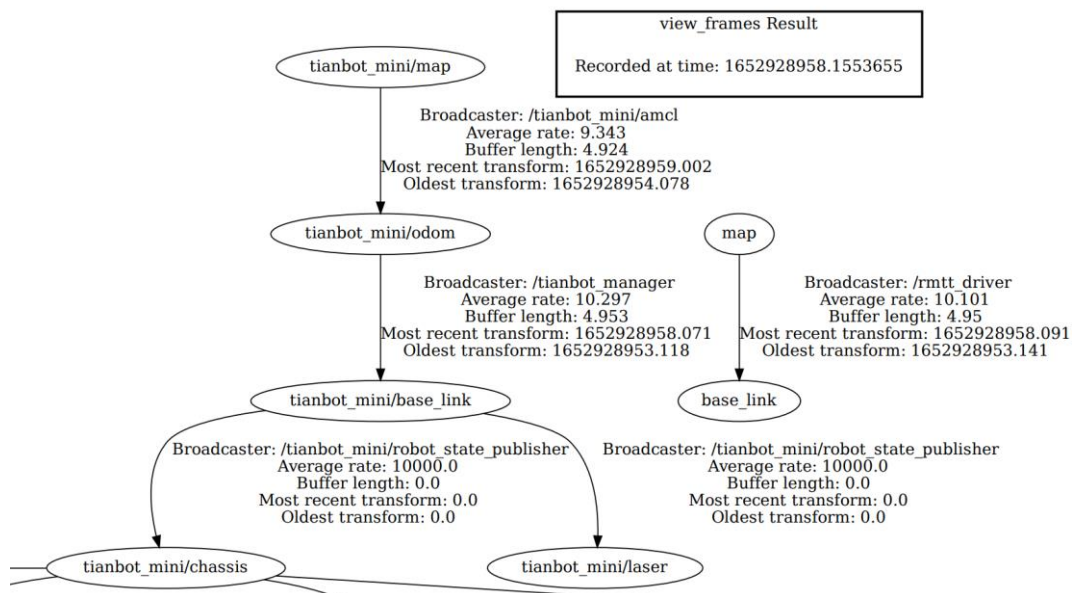 view_frames Result
Recorded at time: 1652928958.1553655
tianbot_mini/map
Broadcaster: /tianbot_mini/amcl
Average rate: 9.343
Buffer length: 4.924
Most recent transform: 1652928959.002
Oldest transform: 1652928954.078
tianbot_mini/odom
map
Broadcaster: /tianbot_manager
Average rate: 10.297
Buffer length: 4.953
Most recent transform: 1652928958.071
Oldest transform: 1652928953.118
Broadcaster: /rmtt_driver
Average rate: 10.101
Buffer length: 4.95
Most recent transform: 1652928958.091
Oldest transform: 1652928953.141
tianbot_mini/base_link
base_link
Broadcaster: /tianbot_mini/robot_state_publisher
Average rate: 10000.0
Buffer length: 0.0
Most recent transform: 0.0
Oldest transform: 0.0
Broadcaster: /tianbot_mini/robot_state_publisher
Average rate: 10000.0
Buffer length: 0.0
Most recent transform: 0.0
Oldest transform: 0.0
tianbot_mini/chassis
tianbot_mini/laser